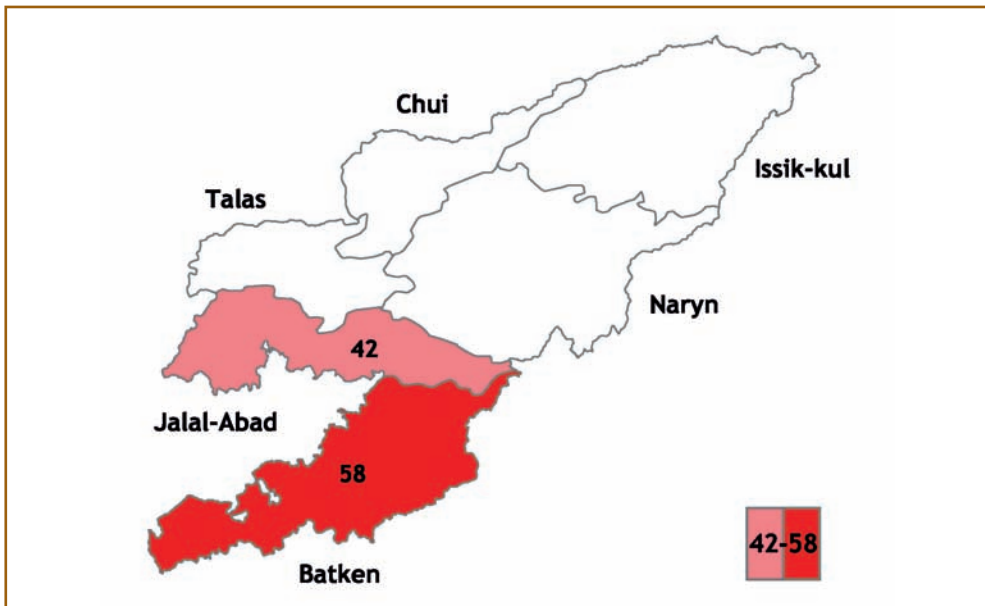 Chui
Issik-kul
Talas
Naryn
42
Jalal-Abad
58
42-58
Batken